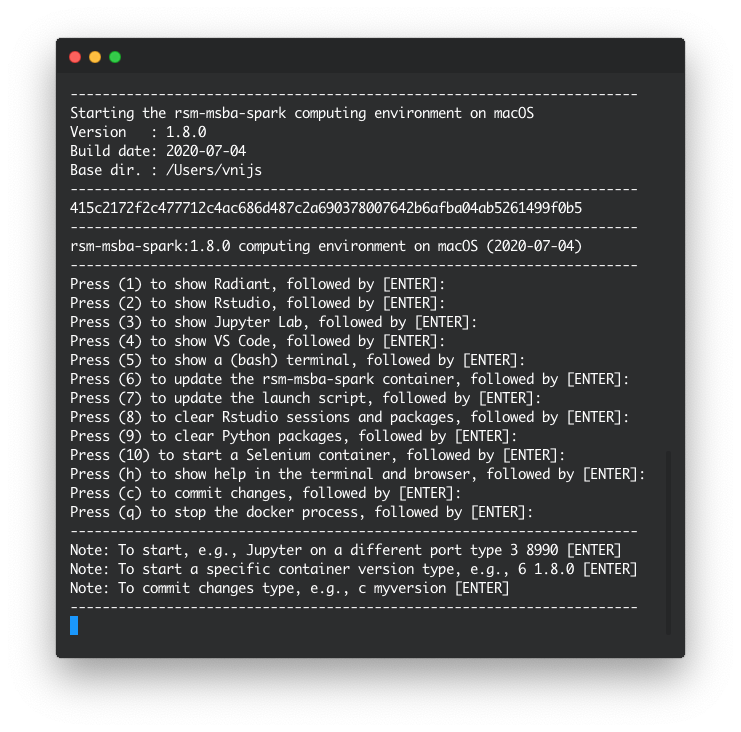 -----------------------------------------------------------------------
Starting the rsm-msba-spark computing environment on macOS
Version   : 1.8.0
Build date: 2020-07-04
Base dir. : /Users/vnijs
-----------------------------------------------------------------------
415c2172f2c477712c4ac686d487c2a690378007642b6afba04ab5261499f0b5
-----------------------------------------------------------------------
rsm-msba-spark:1.8.0 computing environment on macOS (2020-07-04)
-----------------------------------------------------------------------
Press (1) to show Radiant, followed by [ENTER]:
Press (2) to show Rstudio, followed by [ENTER]:
Press (3) to show Jupyter Lab, followed by [ENTER]:
Press (4) to show VS Code, followed by [ENTER]:
Press (5) to show a (bash) terminal, followed by [ENTER]:
Press (6) to update the rsm-msba-spark container, followed by [ENTER]:
Press (7) to update the launch script, followed by [ENTER]:
Press (8) to clear Rstudio sessions and packages, followed by [ENTER]:
Press (9) to clear Python packages, followed by [ENTER]:
Press (10) to start a Selenium container, followed by [ENTER]:
Press (h) to show help in the terminal and browser, followed by [ENTER]:
Press (c) to commit changes, followed by [ENTER]:
Press (q) to stop the docker process, followed by [ENTER]:
-----------------------------------------------------------------------
Note: To start, e.g., Jupyter on a different port type 3 8990 [ENTER]
Note: To start a specific container version type, e.g., 6 1.8.0 [ENTER]
Note: To commit changes type, e.g., c myversion [ENTER]
-----------------------------------------------------------------------